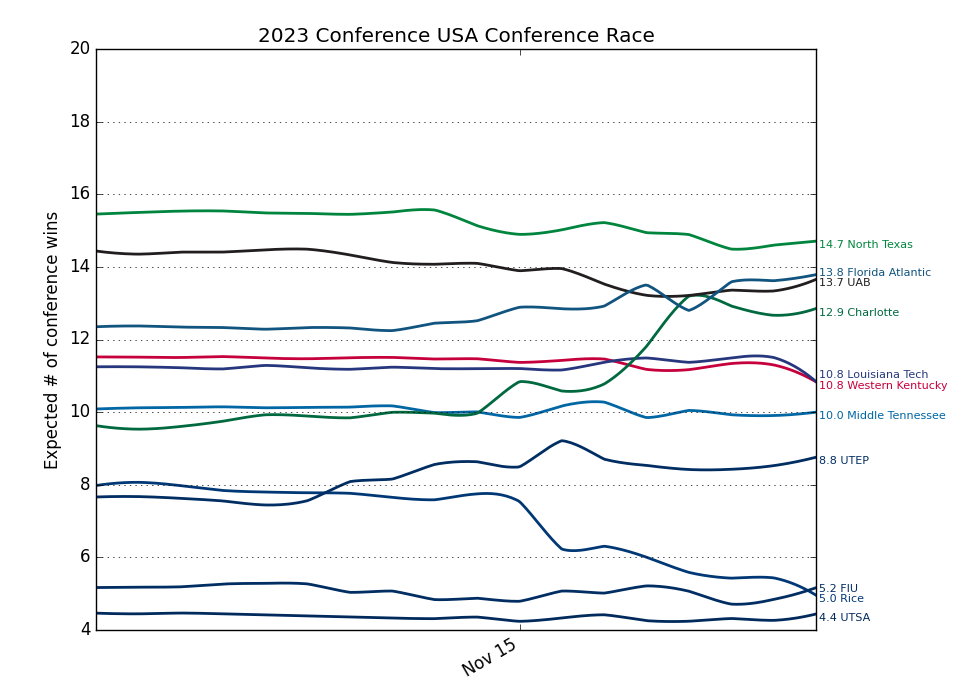 2023 Conference USA Conference Race
Expected # of conference wins
20
18
16
14
12
10
8
6
4
Nov 15
14.7 North Texas
13.8 Florida Atlantic
13.7 UAB
12.9 Charlotte
10.8 Louisiana Tech
10.8 Western Kentucky
10.0 Middle Tennessee
8.8 UTEP
5.2 FIU
5.0 Rice
4.4 UTSA